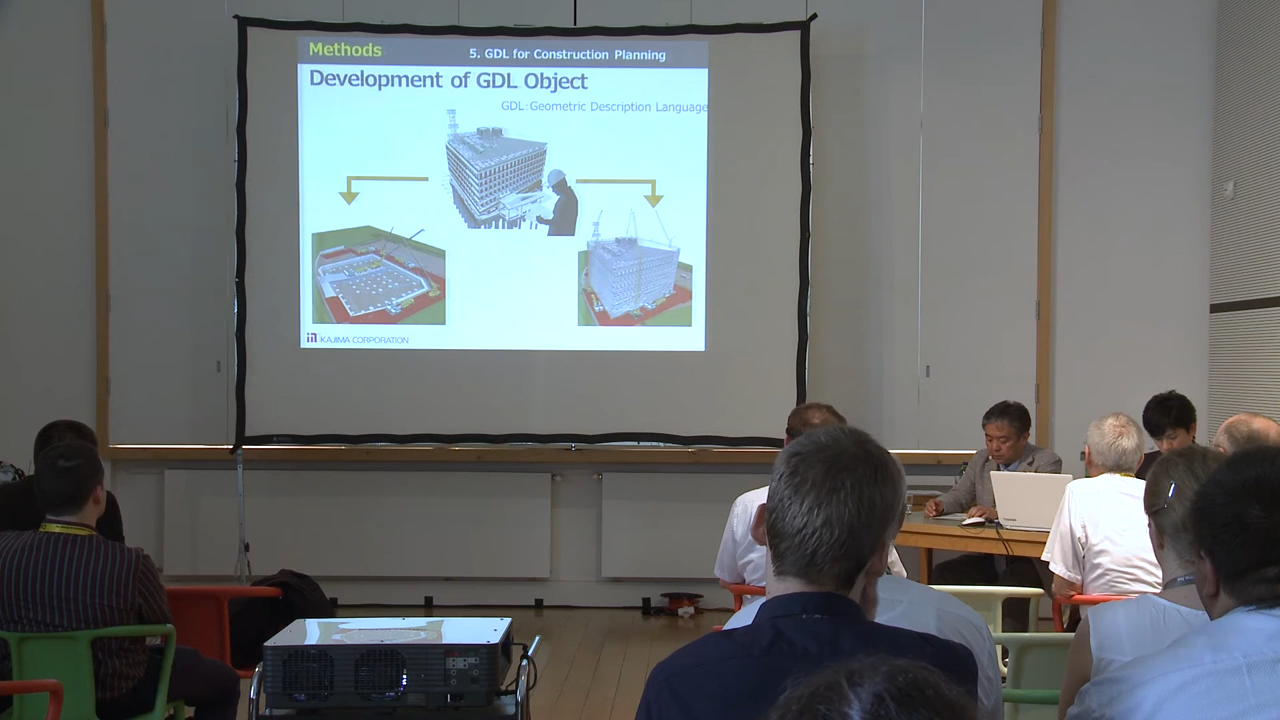 Methods
5. GDL for Construction Planning
Development of GDL Object
GDL:Geometric Description Language
KAJIMA CORPORATION